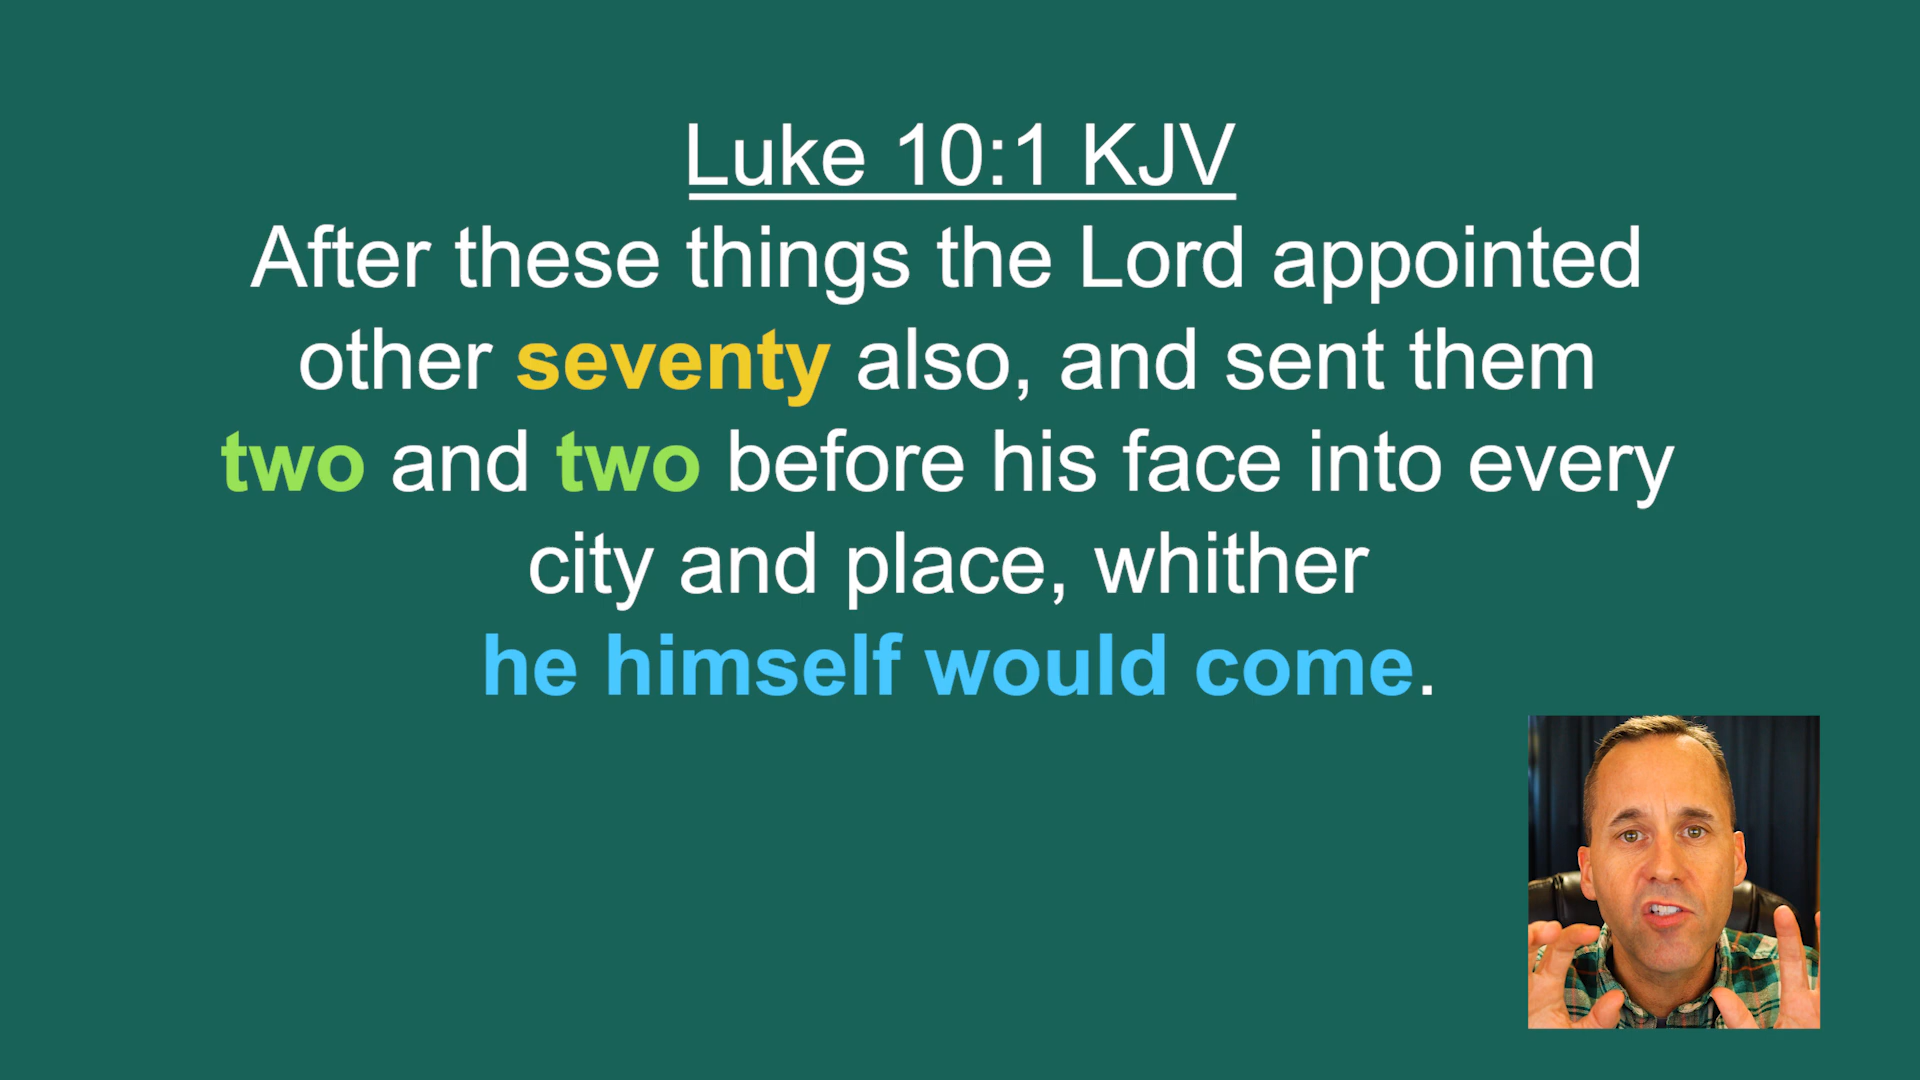 Luke 10:1 KJV
After these things the Lord appointed
other seventy also, and sent them
two and two before his face into every
city and place, whither
he himself would come.